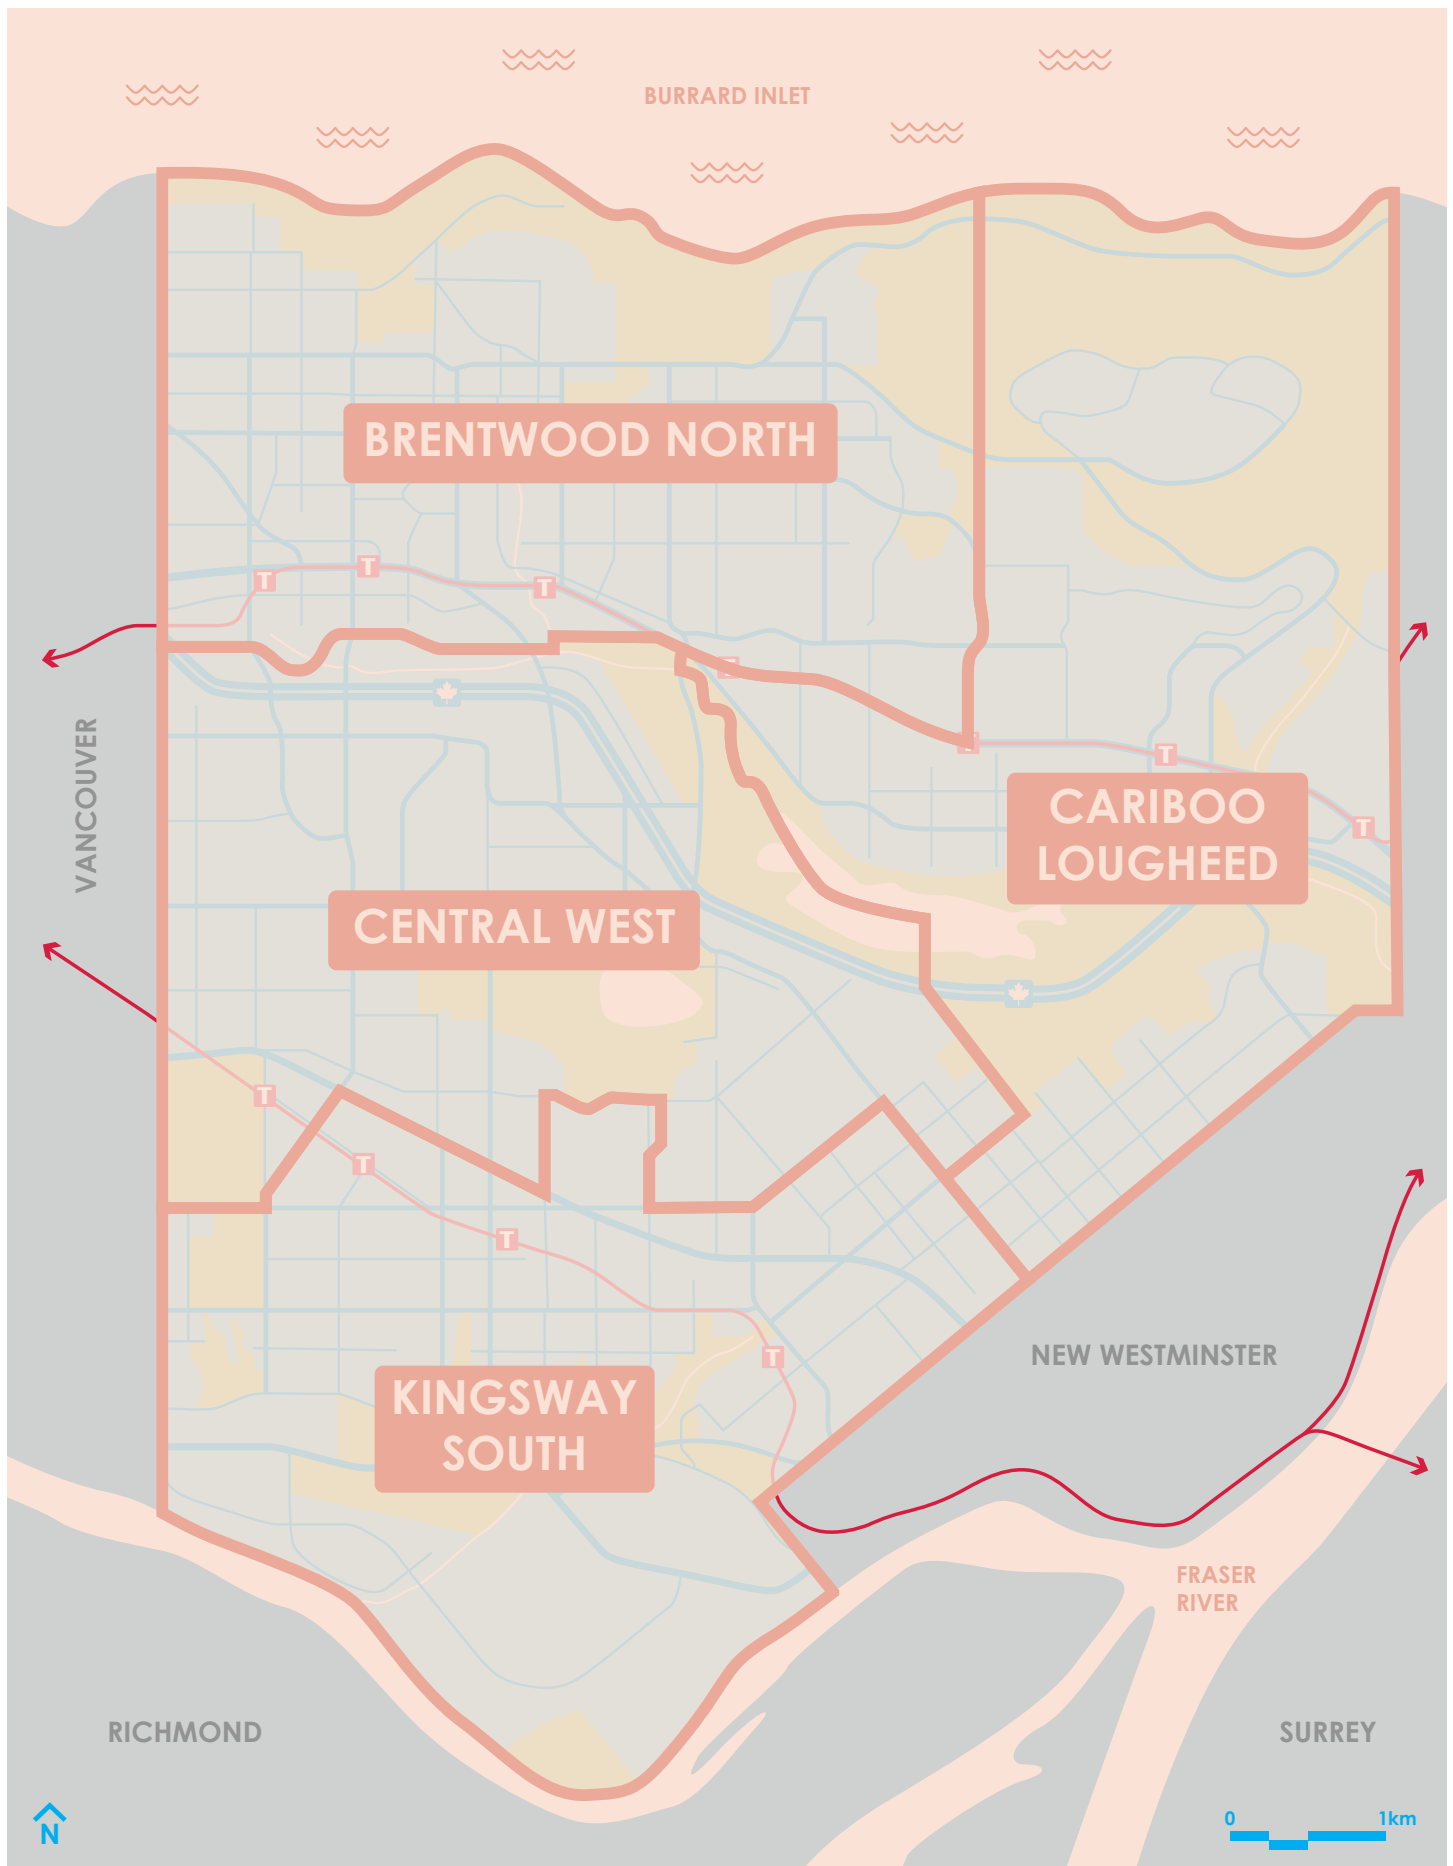 BURRARD INLET
BRENTWOOD NORTH
T
T
T
T
T
T
VANCOUVER
CARIBOO
LOUGHEED
T
CENTRAL WEST
T
T
T
NEW WESTMINSTER
T
KINGSWAY
SOUTH
FRASER
RIVER
RICHMOND
SURREY
N
0 1km